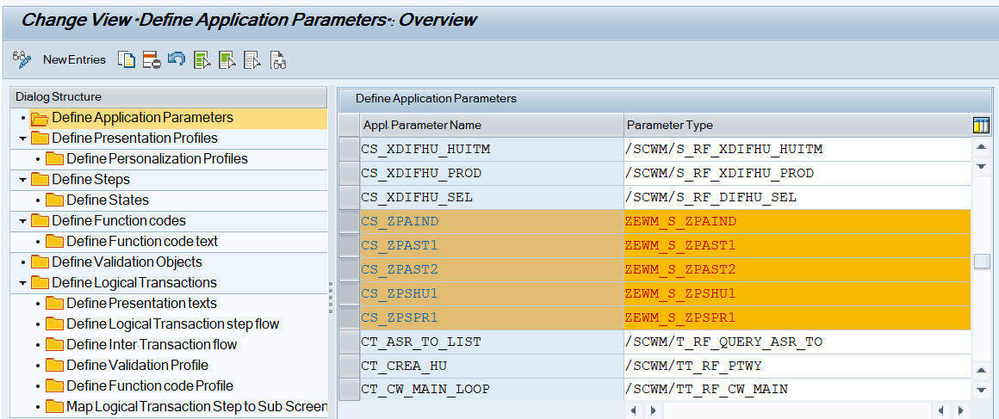 Change View "Define Application Parameters": Overview
New Entries
Dialog Structure
Define Application Parameters
Define Presentation Profiles
Define Personalization Profiles
Define Steps
Define States
Define Function codes
Define Function code text
Define Validation Objects
Define Logical Transactions
Define Presentation texts
Define Logical Transaction step flow
Define Inter-Transaction flow
Define Validation Profile
Define Function code Profile
Map Logical Transaction Step to Sub-Screen
Define Application Parameters
Appl. Parameter Name Parameter Type
CS_XDIFHU_HUITM /SCWM/S_RF_XDIFHU_HUITM
CS_XDIFHU_PROD /SCWM/S_RF_XDIFHU_PROD
CS_XDIFHU_SEL /SCWM/S_RF_DIFHU_SEL
CS_ZPAIND ZEWM_S_ZPAIND
CS_ZPAST1 ZEWM_S_ZPAST1
CS_ZPAST2 ZEWM_S_ZPAST2
CS_ZPSHU1 ZEWM_S_ZPSHU1
CS_ZPSPR1 ZEWM_S_ZPSPR1
CT_ASR_TO_LIST /SCWM/T_RF_QUERY_ASR_TO
CT_CREA_HU /SCWM/TT_RF_PTWY
CT_CW_MAIN_LOOP /SCWM/TT_RF_CW_MAIN